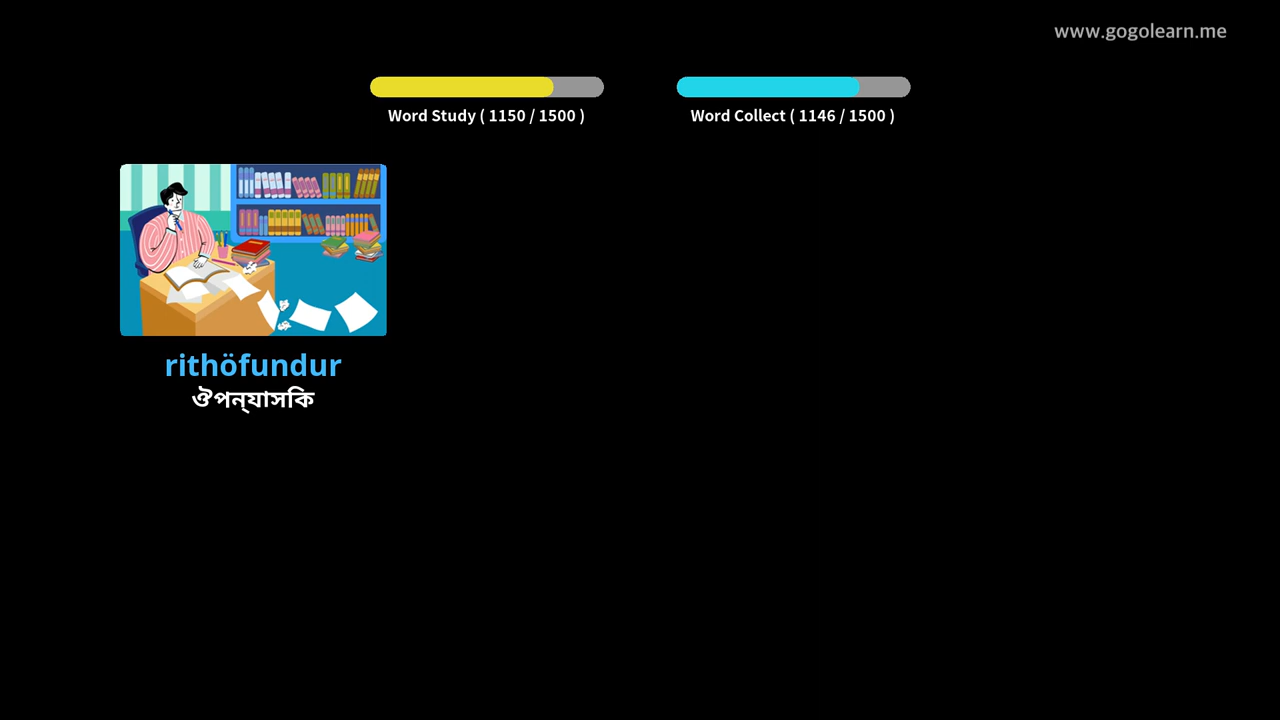 www.gogolearn.me
Word Study ( 1150 / 1500 )
Word Collect ( 1146 / 1500 )
rithöfundur
ঔপন্যাসিক